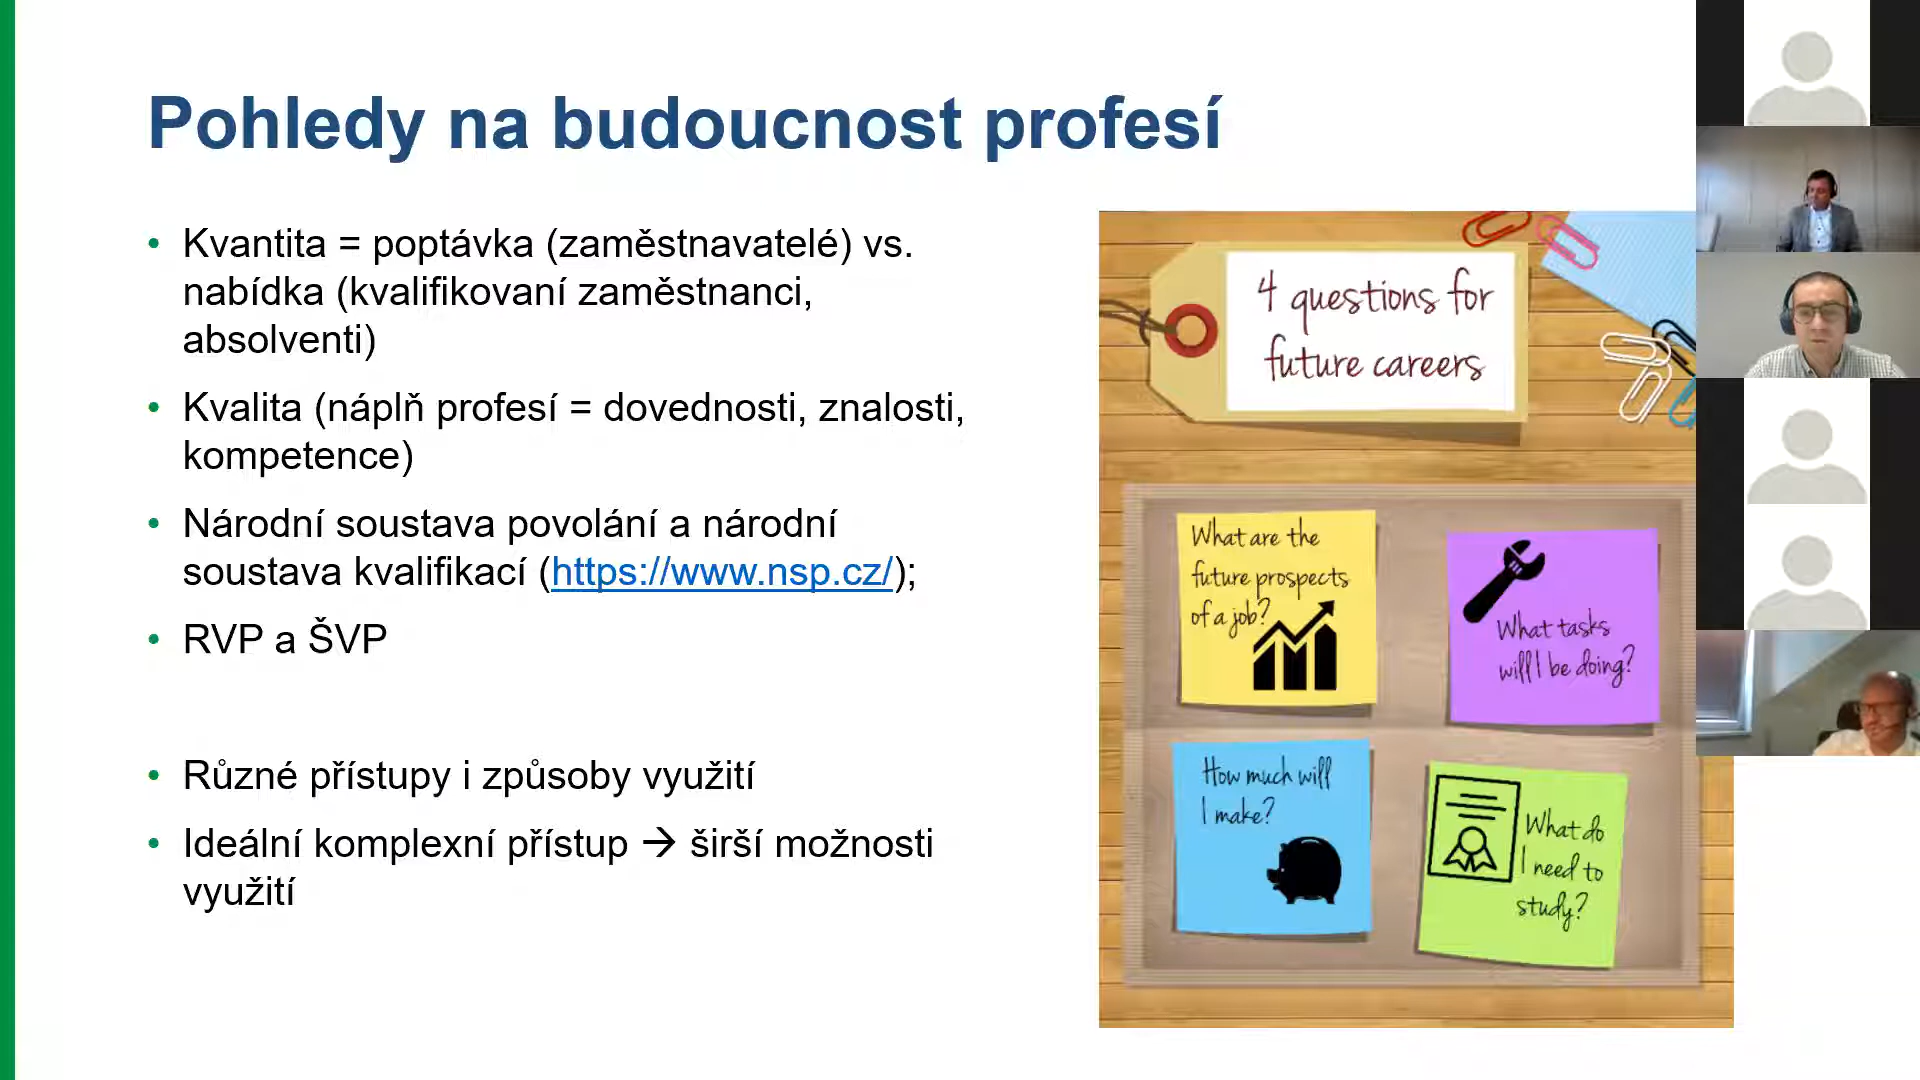 Pohledy na budoucnost profesí
• Kvantita = poptávka (zaměstnavatelé) vs.
nabídka (kvalifikovaní zaměstnanci,
absolventi)
• Kvalita (náplň profesí = dovednosti, znalosti,
kompetence)
• Národní soustava povolání a národní
soustava kvalifikací (https://www.nsp.cz/);
• RVP a ŠVP
• Různé přístupy i způsoby využití
• Ideální komplexní přístup → širší možnosti
využití
4 questions for
future careers
What are the
future prospects
of a job?
What tasks
will I be doing?
How much will
I make?
What do
I need to
study?